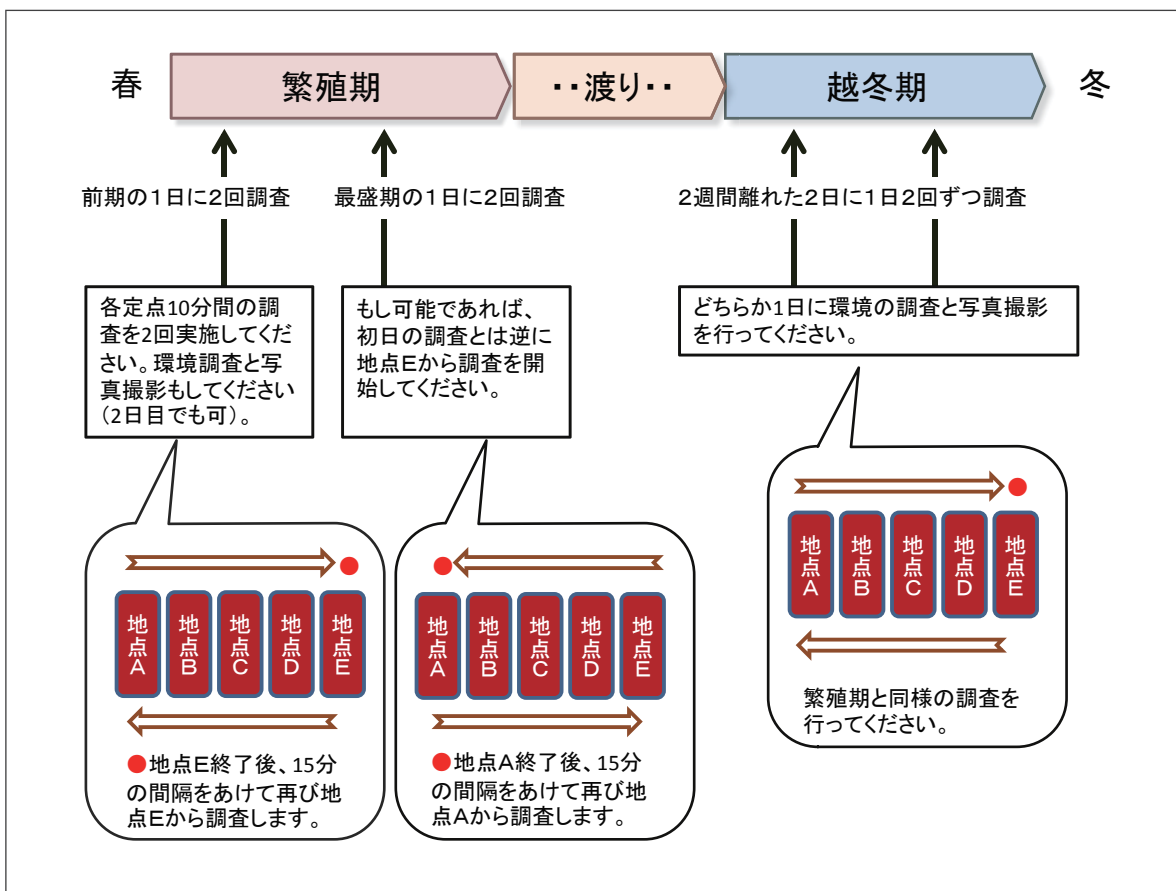 春
繁殖期
・・渡り・・
越冬期
冬
前期の1日に2回調査
最盛期の1日に2回調査
2週間離れた2日に1日2回ずつ調査
各定点10分間の調
査を2回実施してくだ
さい。環境調査と写
真撮影もしてください
(2日目でも可)。
もし可能であれば、
初日の調査とは逆に
地点Eから調査を開
始してください。
どちらか1日に環境の調査と写真撮影
を行ってください。
地点A
地点B
地点C
地点D
地点E
●地点E終了後、15分
の間隔をあけて再び地
点Eから調査します。
地点A
地点B
地点C
地点D
地点E
●地点A終了後、15分
の間隔をあけて再び地
点Aから調査します。
地点A
地点B
地点C
地点D
地点E
繁殖期と同様の調査を
行ってください。